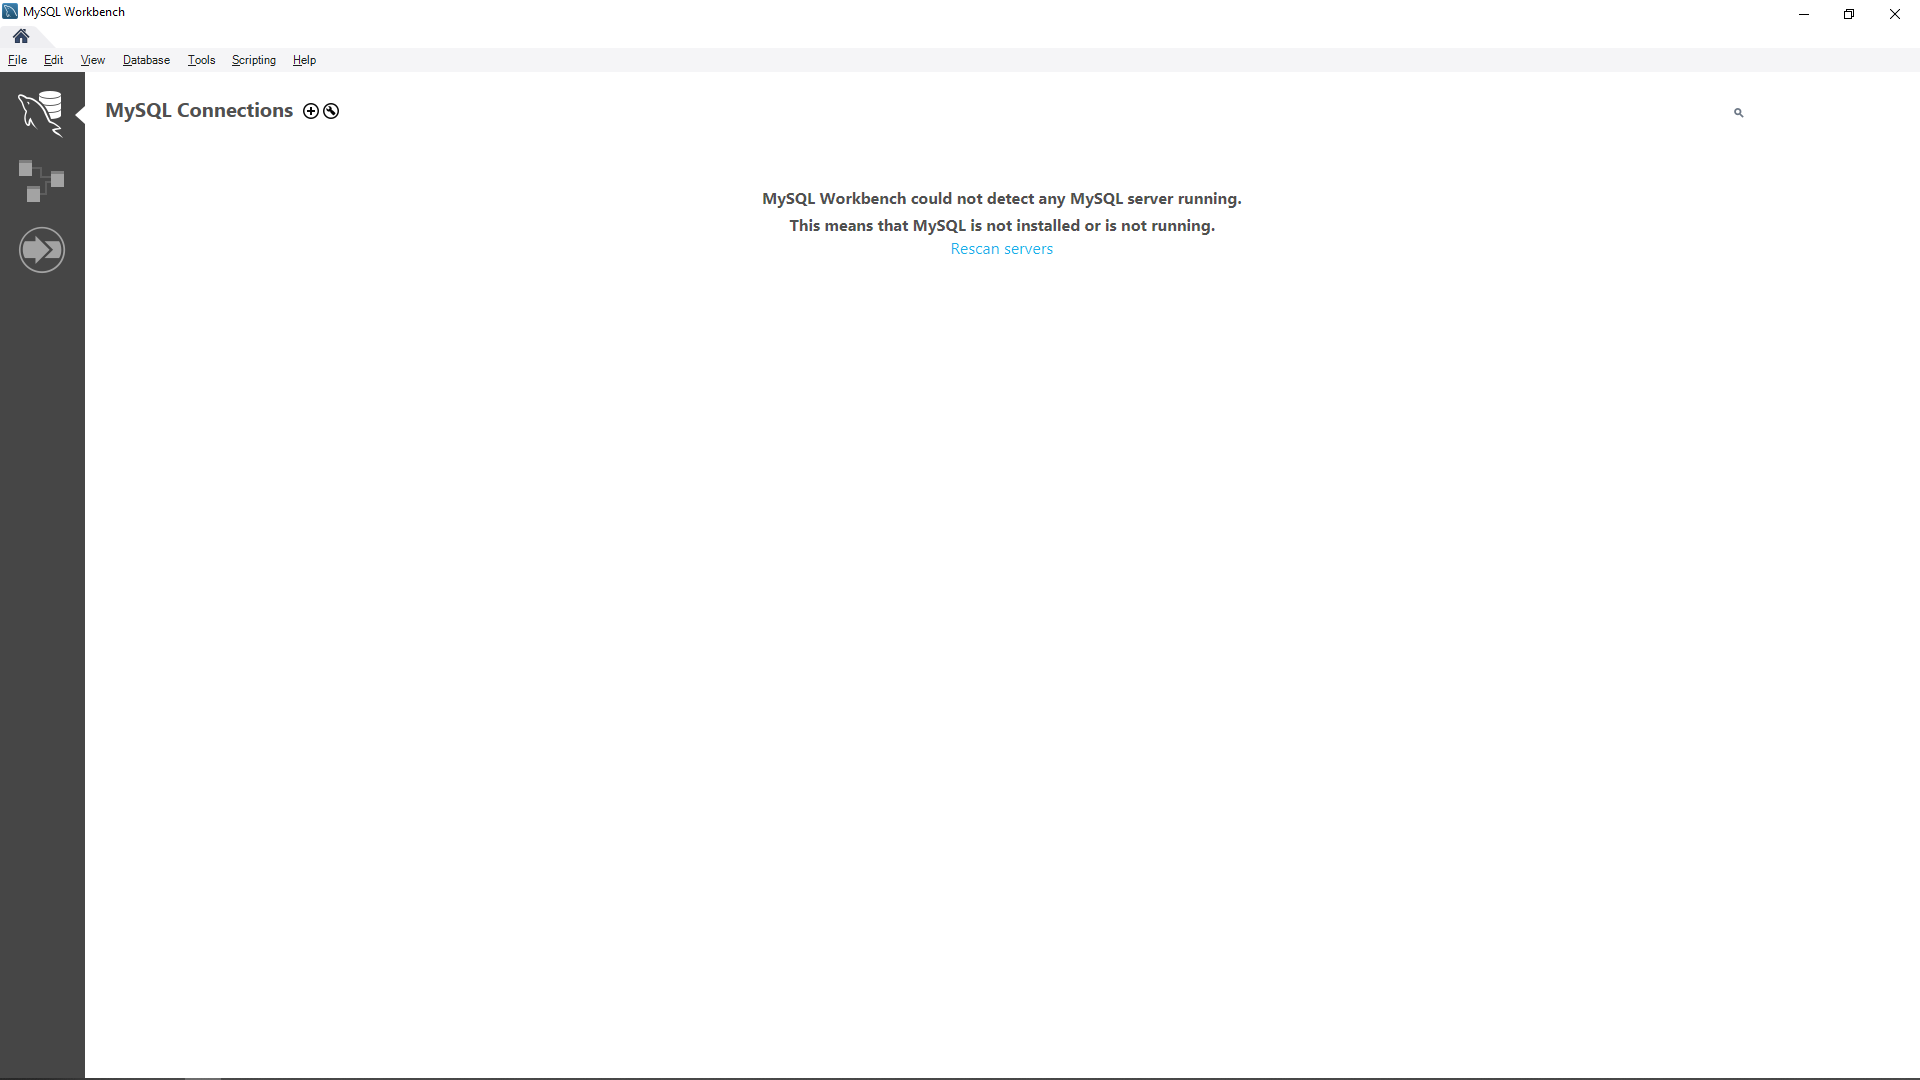 MySQL Workbench
File Edit View Database Tools Scripting Help
MySQL Connections
MySQL Workbench could not detect any MySQL server running.
This means that MySQL is not installed or is not running.
Rescan servers